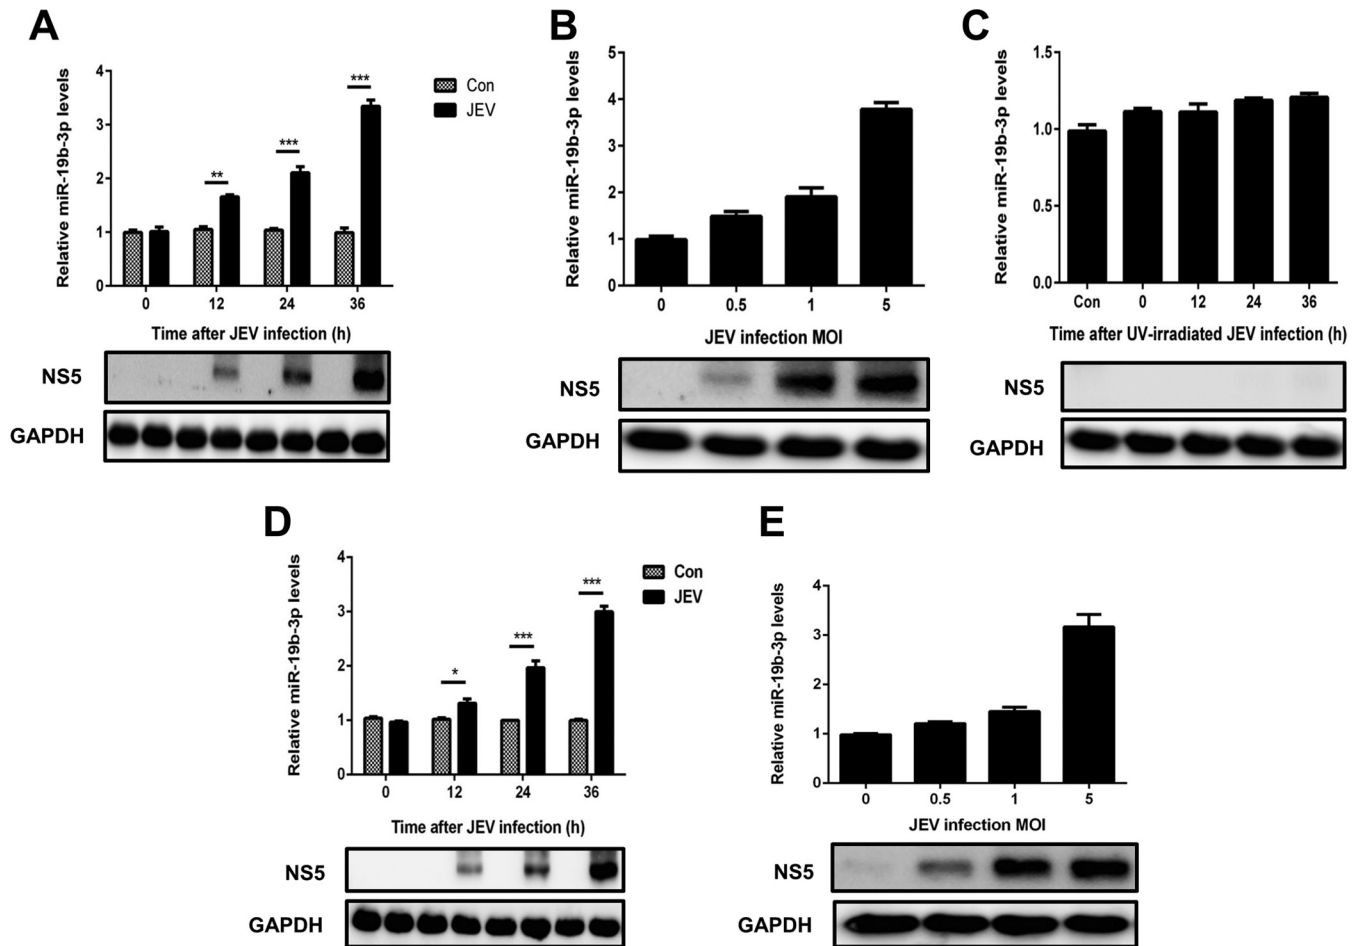 A
Relative miR-19b-3p levels
4
3
2
1
0
**
***
***
Con
JEV
0 12 24 36
Time after JEV infection (h)
NS5
GAPDH
B
Relative miR-19b-3p levels
5
4
3
2
1
0
0 0.5 1 5
JEV infection MOI
NS5
GAPDH
C
Relative miR-19b-3p levels
1.5
1.0
0.5
0.0
Con 0 12 24 36
Time after UV-irradiated JEV infection (h)
NS5
GAPDH
D
Relative miR-19b-3p levels
4
3
2
1
0
*
***
***
Con
JEV
0 12 24 36
Time after JEV infection (h)
NS5
GAPDH
E
Relative miR-19b-3p levels
4
3
2
1
0
0 0.5 1 5
JEV infection MOI
NS5
GAPDH